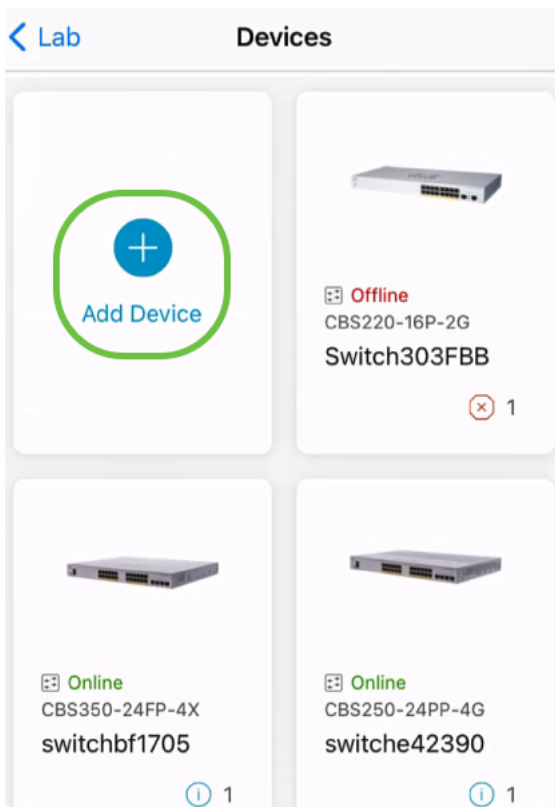 Lab
Devices
Add Device
Offline
CBS220-16P-2G
Switch303FBB
1
Online
CBS350-24FP-4X
switchbf1705
1
Online
CBS250-24PP-4G
switche42390
1